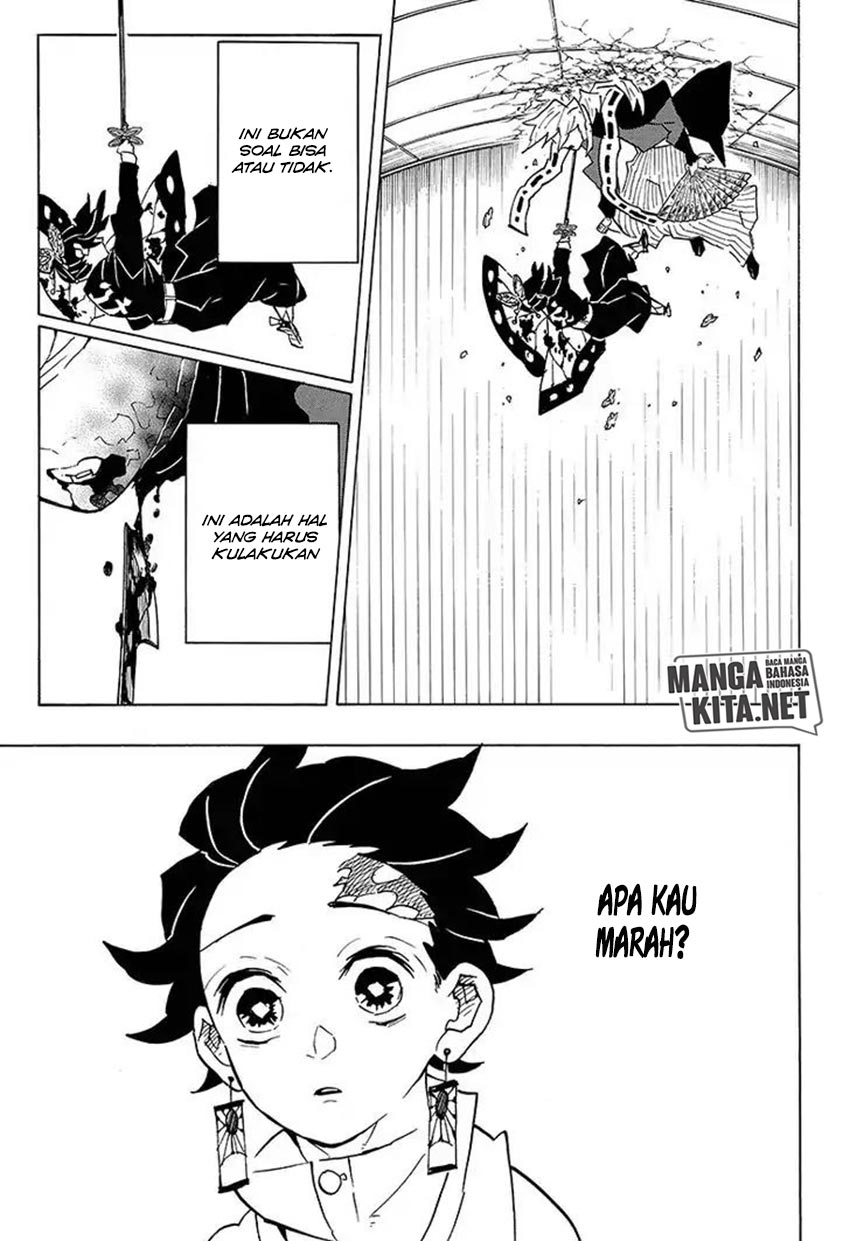 INI BUKAN
SOAL BISA
ATAU TIDAK.
INI ADALAH HAL
YANG HARUS
KULAKUKAN
MANGA
KITA.NET
BACA MANGA
BAHASA
INDONESIA
APA KAU
MARAH?